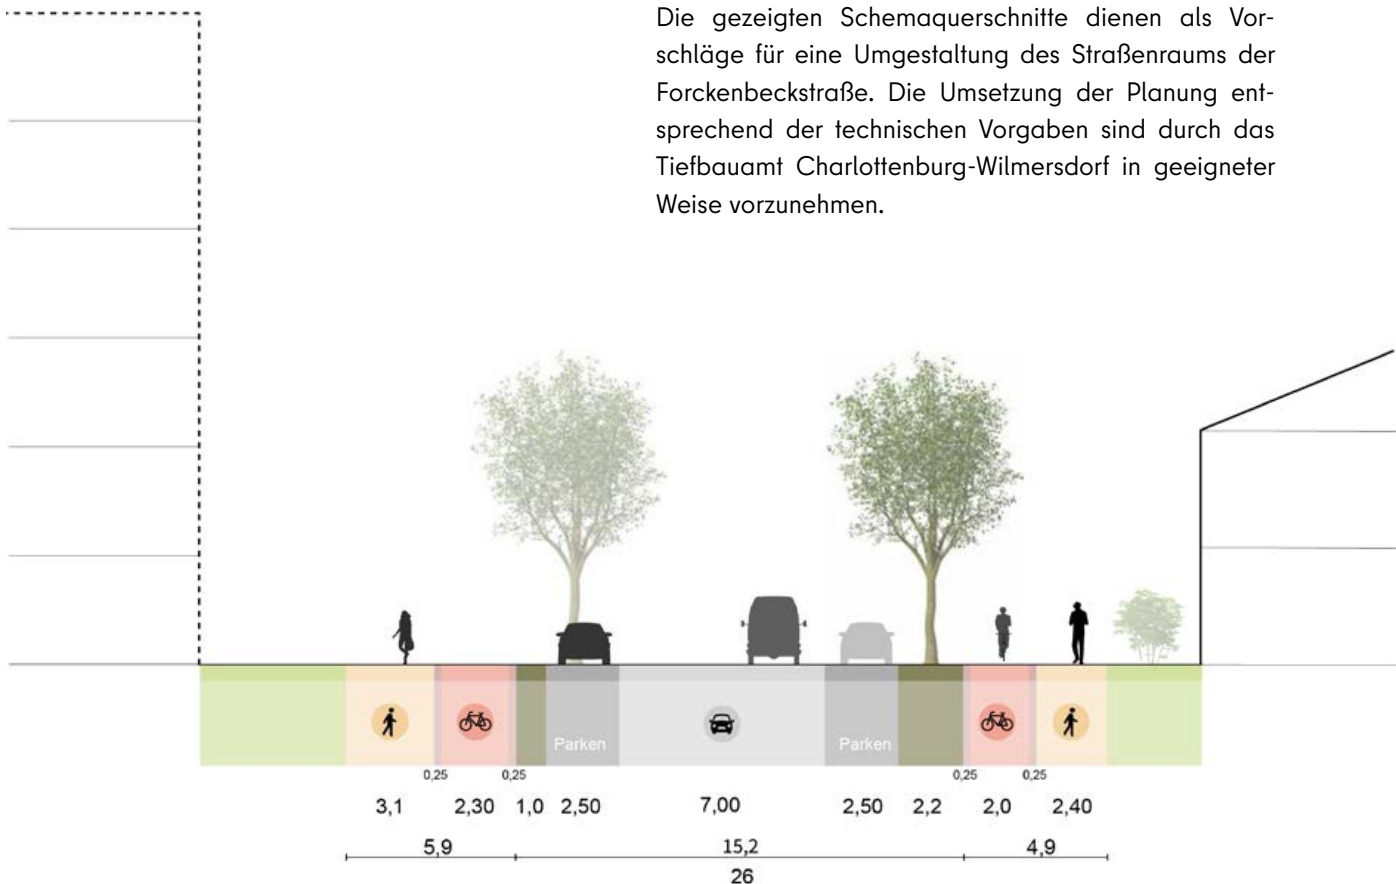 Die gezeigten Schemaquerschnitte dienen als Vor-
schläge für eine Umgestaltung des Straßenraums der
Forckenbeckstraße. Die Umsetzung der Planung ent-
sprechend der technischen Vorgaben sind durch das
Tiefbauamt Charlottenburg-Wilmersdorf in geeigneter
Weise vorzunehmen.
Parken Parken
0,25 0,25 0,25 0,25
3,1 2,30 1,0 2,50 7,00 2,50 2,2 2,0 2,40
5,9 15,2 4,9
26